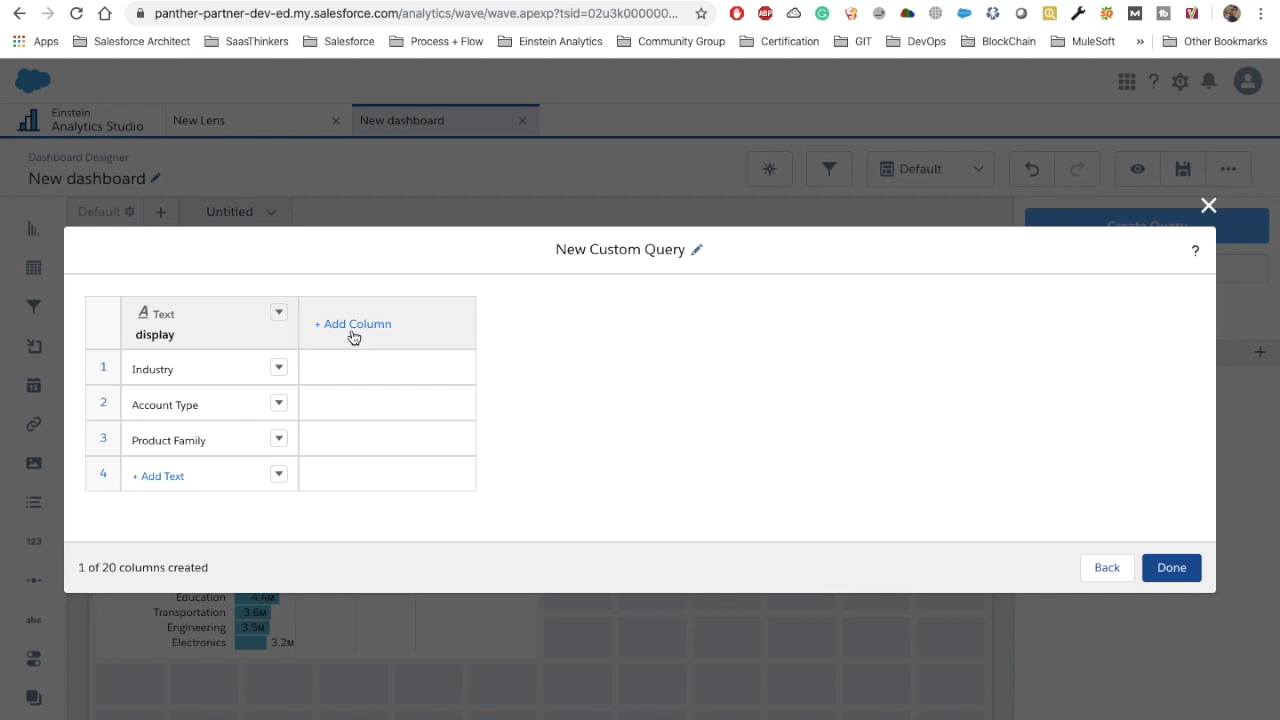 panther-partner-dev-ed.my.salesforce.com/analytics/wave/wave.apexp?tsid=02u3k000000...
Apps Salesforce Architect SaasThinkers Salesforce Process + Flow Einstein Analytics Community Group Certification GIT DevOps BlockChain MuleSoft » Other Bookmarks
Einstein
Analytics Studio
New Lens
New dashboard
Dashboard Designer
New dashboard
Default
Default
Untitled
Create Query
New Custom Query
?
A Text
display
+ Add Column
1 Industry
2 Account Type
3 Product Family
4 + Add Text
1 of 20 columns created
Back
Done
Education 4.4M
Transportation 3.6M
Engineering 3.5M
Electronics 3.2M
123
abc